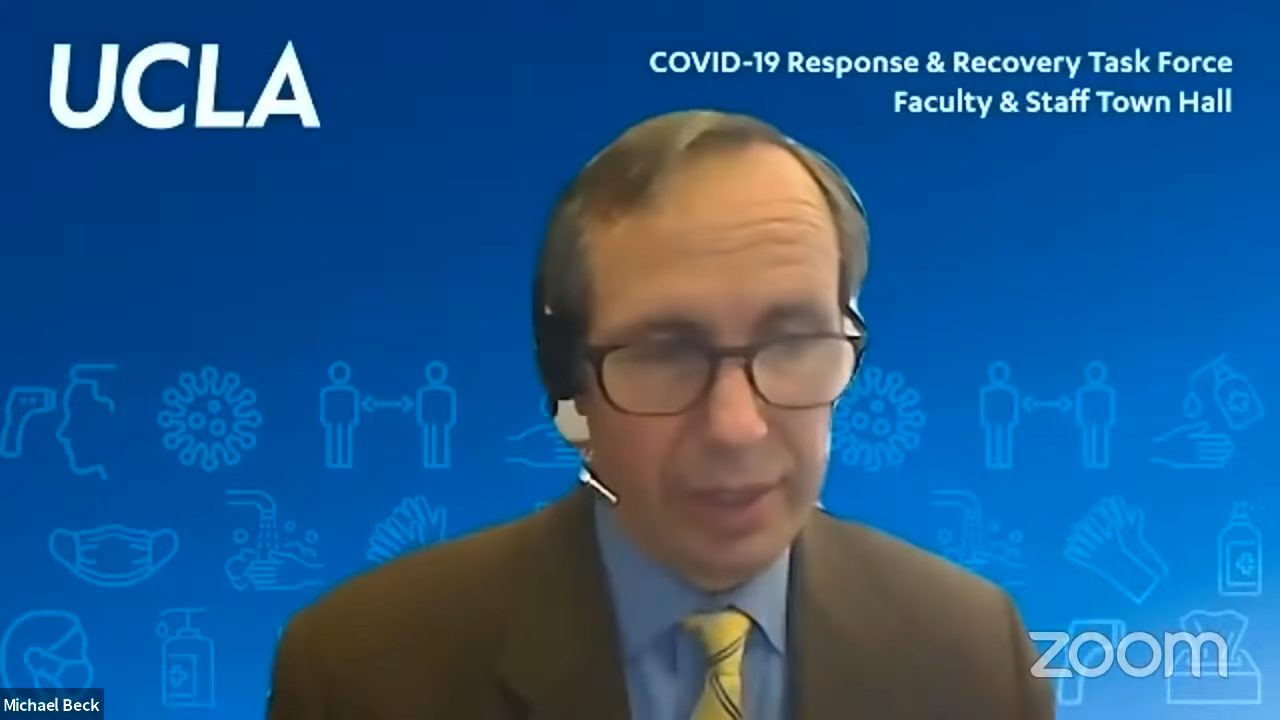 UCLA
COVID-19 Response & Recovery Task Force
Faculty & Staff Town Hall
zoom
Michael Beck